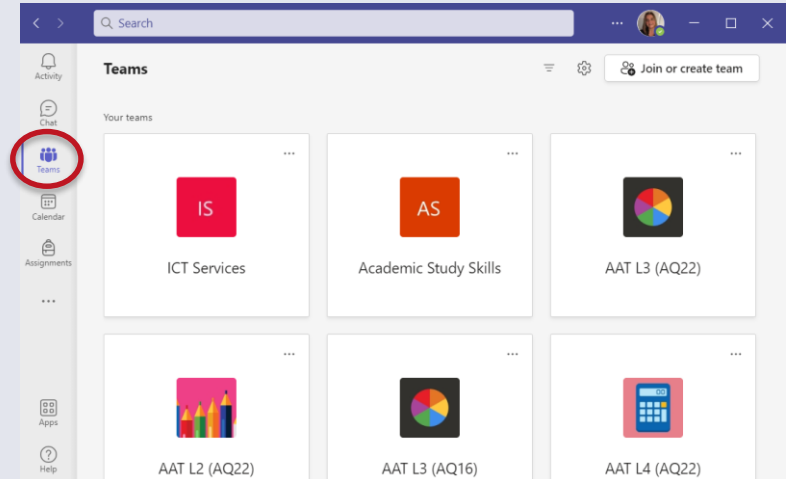 Search
Activity
Teams
Join or create team
Chat
Your teams
Teams
IS
AS
Calendar
ICT Services
Academic Study Skills
AAT L3 (AQ22)
Assignments
00
Apps
Help
AAT L2 (AQ22)
AAT L3 (AQ16)
AAT L4 (AQ22)